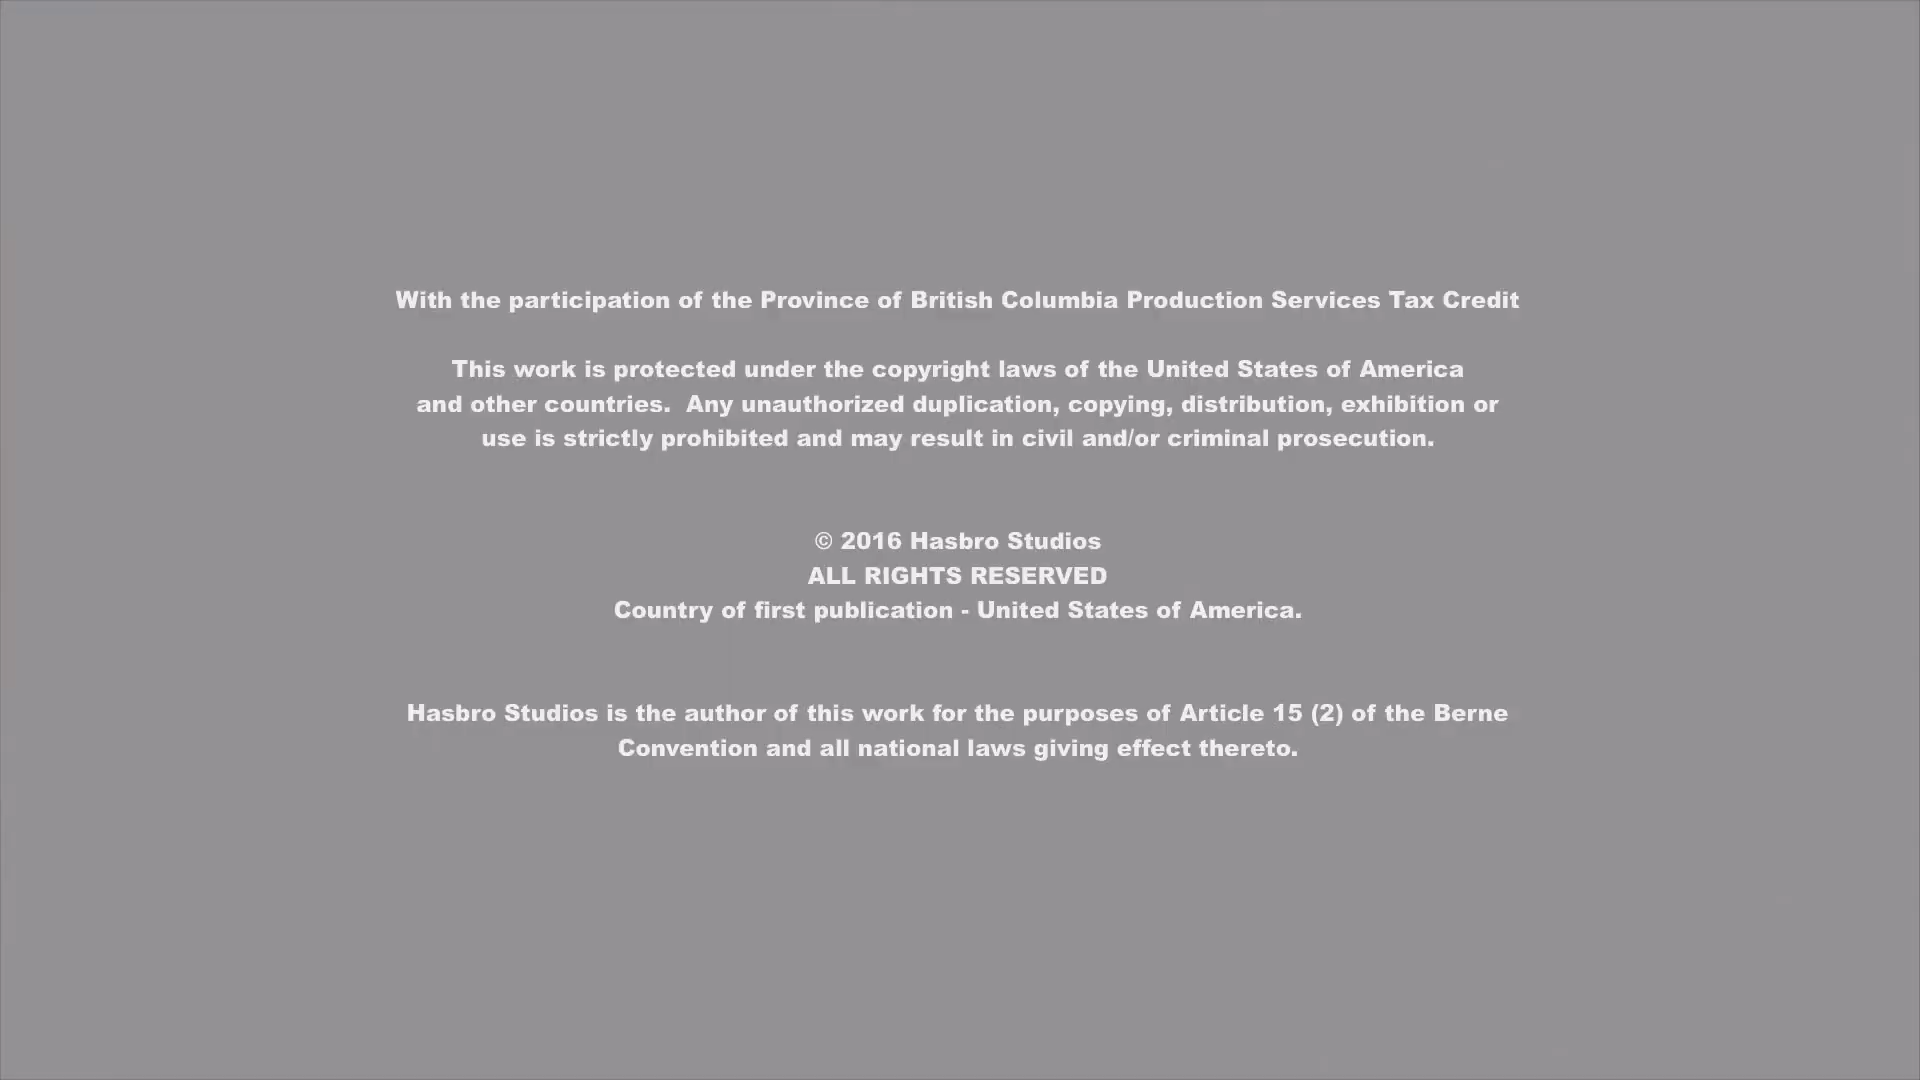 With the participation of the Province of British Columbia Production Services Tax Credit
This work is protected under the copyright laws of the United States of America
and other countries.  Any unauthorized duplication, copying, distribution, exhibition or
use is strictly prohibited and may result in civil and/or criminal prosecution.
© 2016 Hasbro Studios
ALL RIGHTS RESERVED
Country of first publication - United States of America.
Hasbro Studios is the author of this work for the purposes of Article 15 (2) of the Berne
Convention and all national laws giving effect thereto.